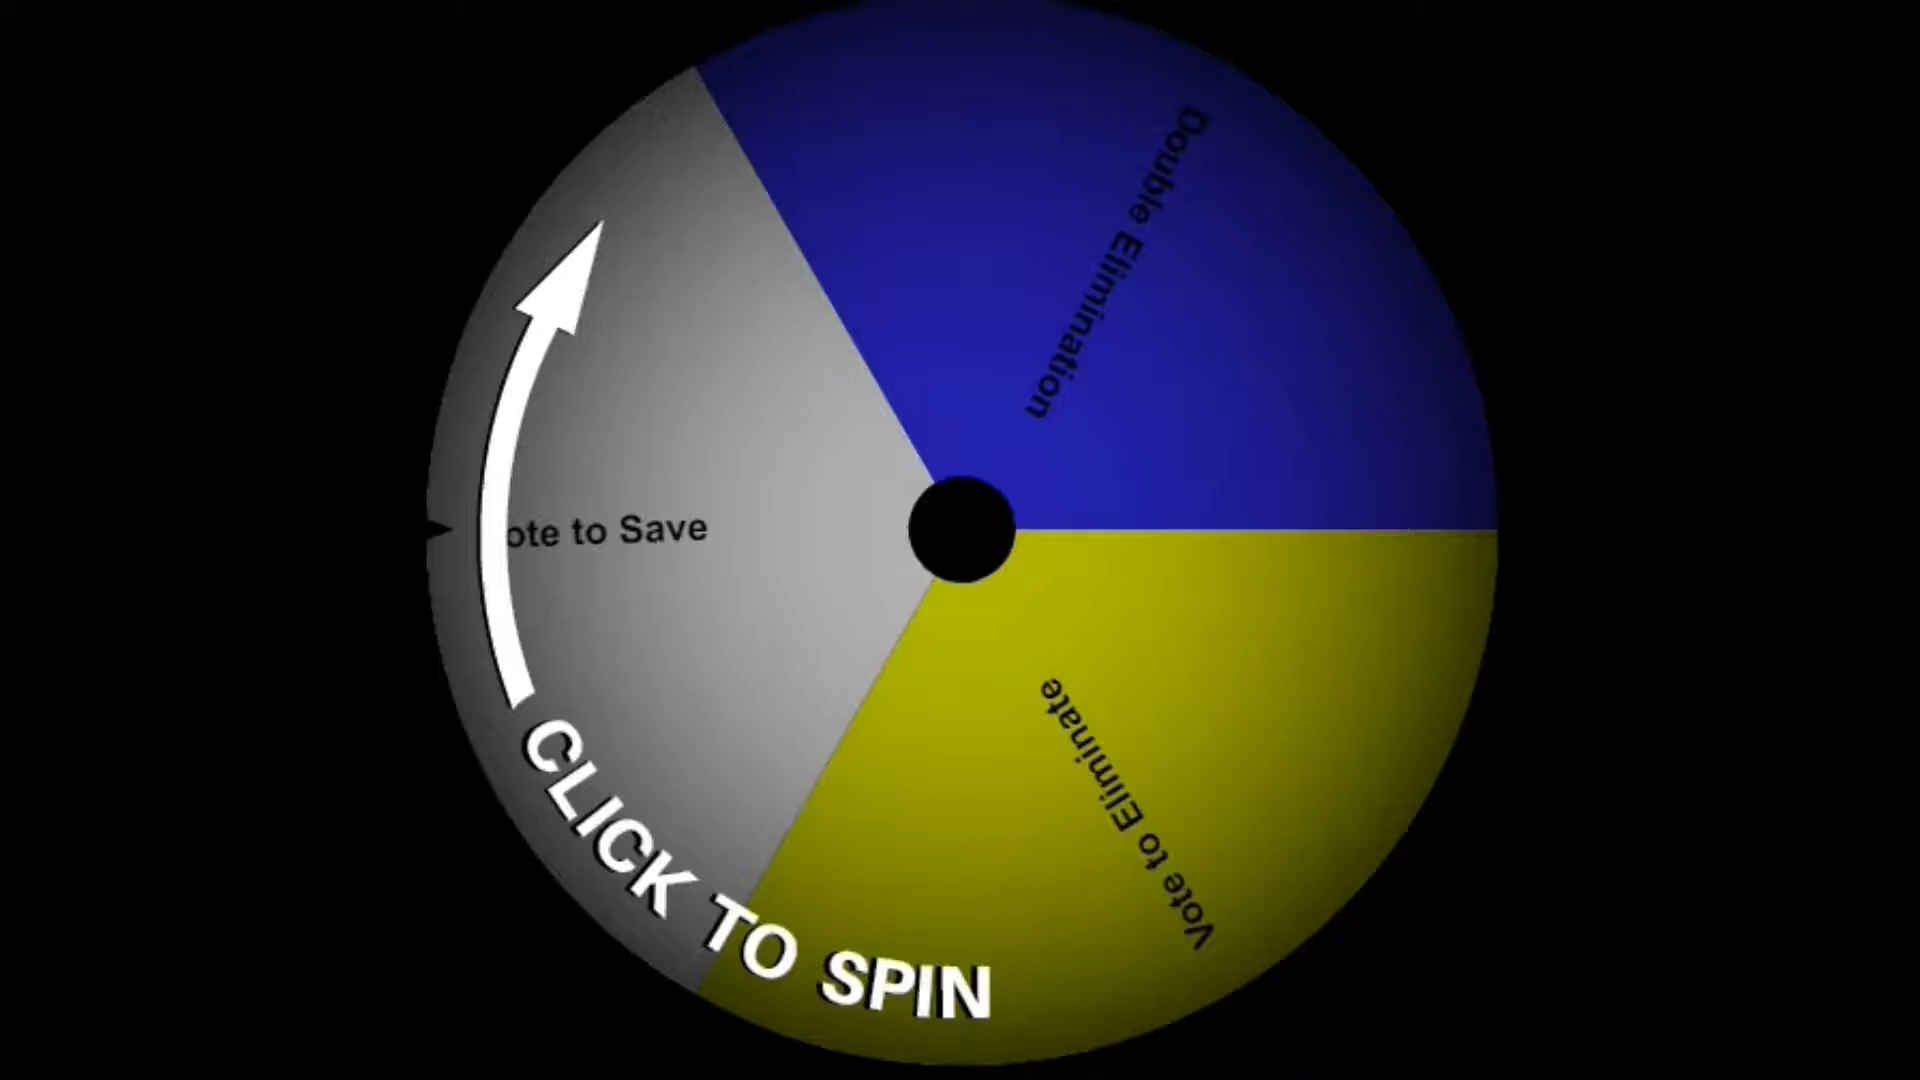 Double Elimination
ote to Save
Vote to Eliminate
CLICK TO SPIN